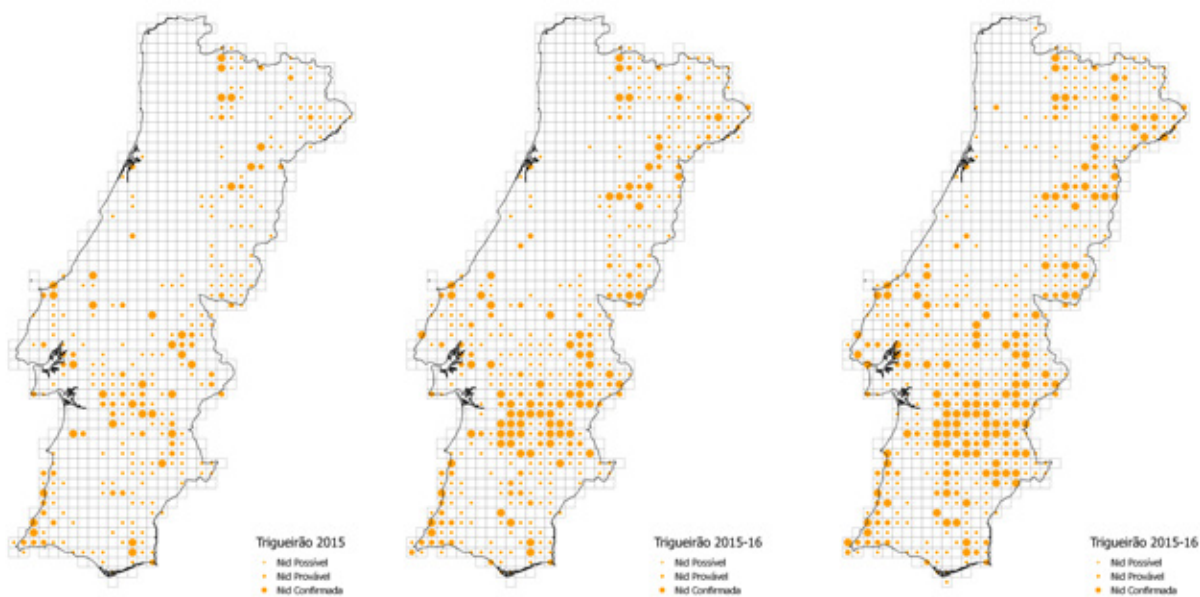 Trigueirão 2015
Nid Possível
Nid Provável
Nid Confirmada
Trigueirão 2015-16
Nid Possível
Nid Provável
Nid Confirmada
Trigueirão 2015-16
Nid Possível
Nid Provável
Nid Confirmada